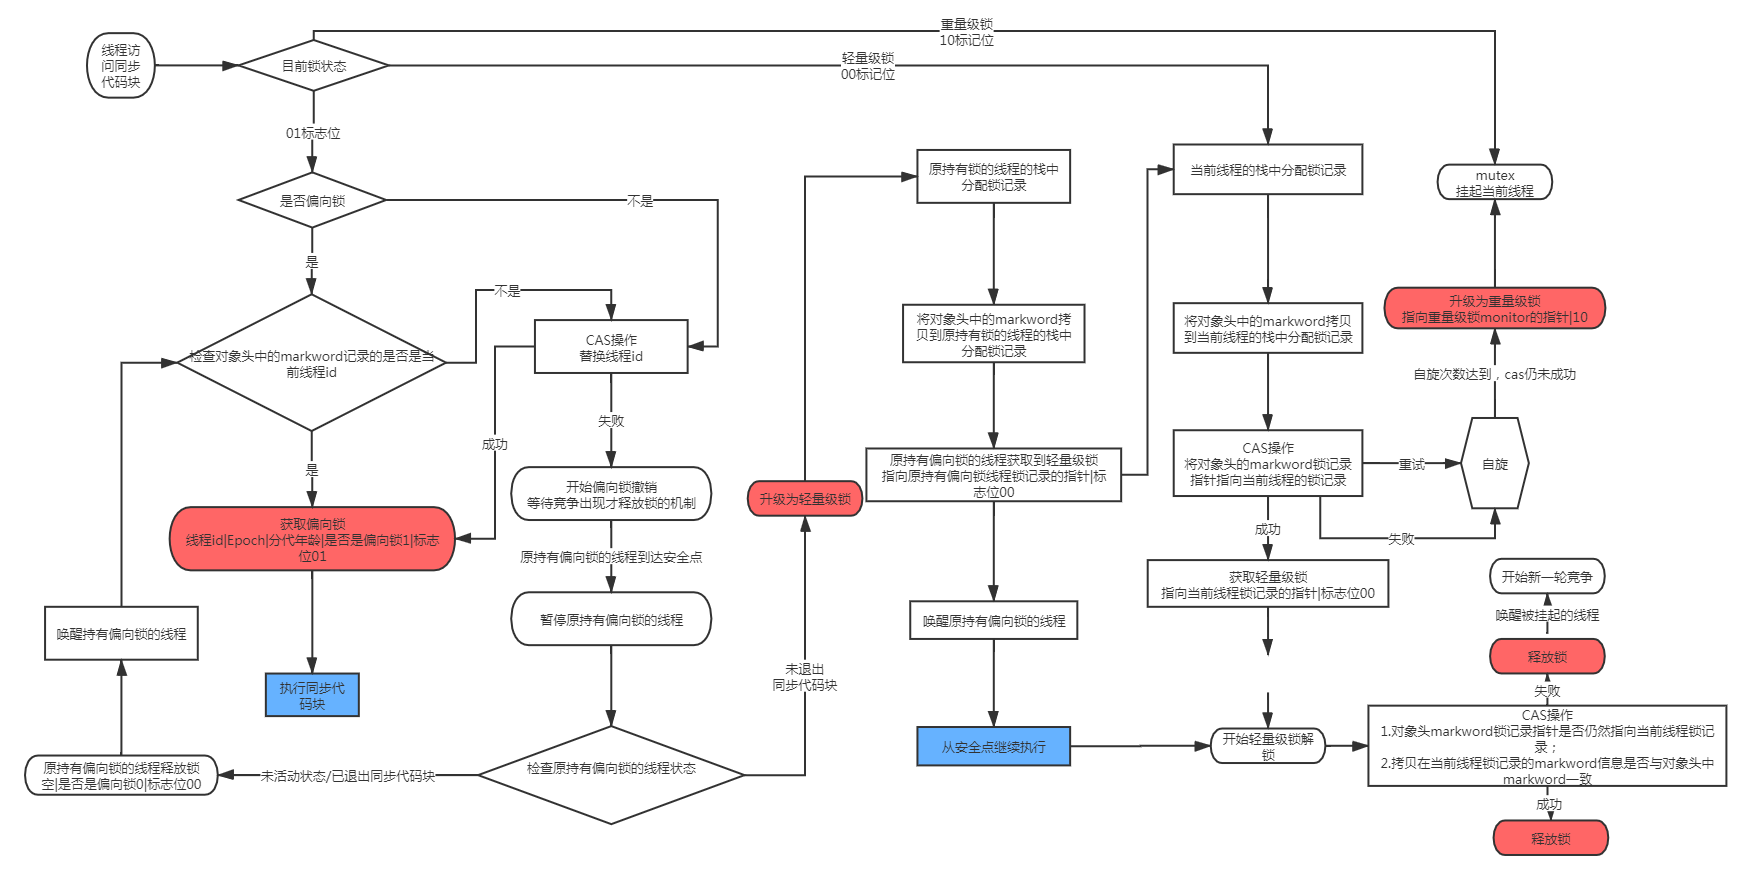 线程访
问同步
代码块
目前锁状态
重量级锁
10标记位
轻量级锁
00标记位
01标志位
是否偏向锁
不是
是
检查对象头中的markword记录的是否是当
前线程id
不是
CAS操作
替换线程id
成功
失败
是
获取偏向锁
线程id|Epoch|分代年龄|是否是偏向锁1|标志
位01
执行同步代
码块
开始偏向锁撤销
等待竞争出现才释放锁的机制
原持有偏向锁的线程到达安全点
暂停原持有偏向锁的线程
检查原持有偏向锁的线程状态
未活动状态/已退出同步代码块
原持有偏向锁的线程释放锁
空|是否是偏向锁0|标志位00
唤醒持有偏向锁的线程
未退出
同步代码块
升级为轻量级锁
原持有锁的线程的栈中
分配锁记录
将对象头中的markword拷
贝到原持有锁的线程的栈中
分配锁记录
原持有偏向锁的线程获取到轻量级锁
指向原持有偏向锁线程锁记录的指针|标
志位00
唤醒原持有偏向锁的线程
从安全点继续执行
当前线程的栈中分配锁记录
将对象头中的markword拷贝
到当前线程的栈中分配锁记录
CAS操作
将对象头的markword锁记录
指针指向当前线程的锁记录
重试
自旋
失败
成功
获取轻量级锁
指向当前线程锁记录的指针|标志位00
自旋次数达到，cas仍未成功
升级为重量级锁
指向重量级锁monitor的指针|10
mutex
挂起当前线程
开始轻量级锁解
锁
CAS操作
1.对象头markword锁记录指针是否仍然指向当前线程锁记
录；
2.拷贝在当前线程锁记录的markword信息是否与对象头中
markword一致
失败
释放锁
唤醒被挂起的线程
开始新一轮竞争
成功
释放锁